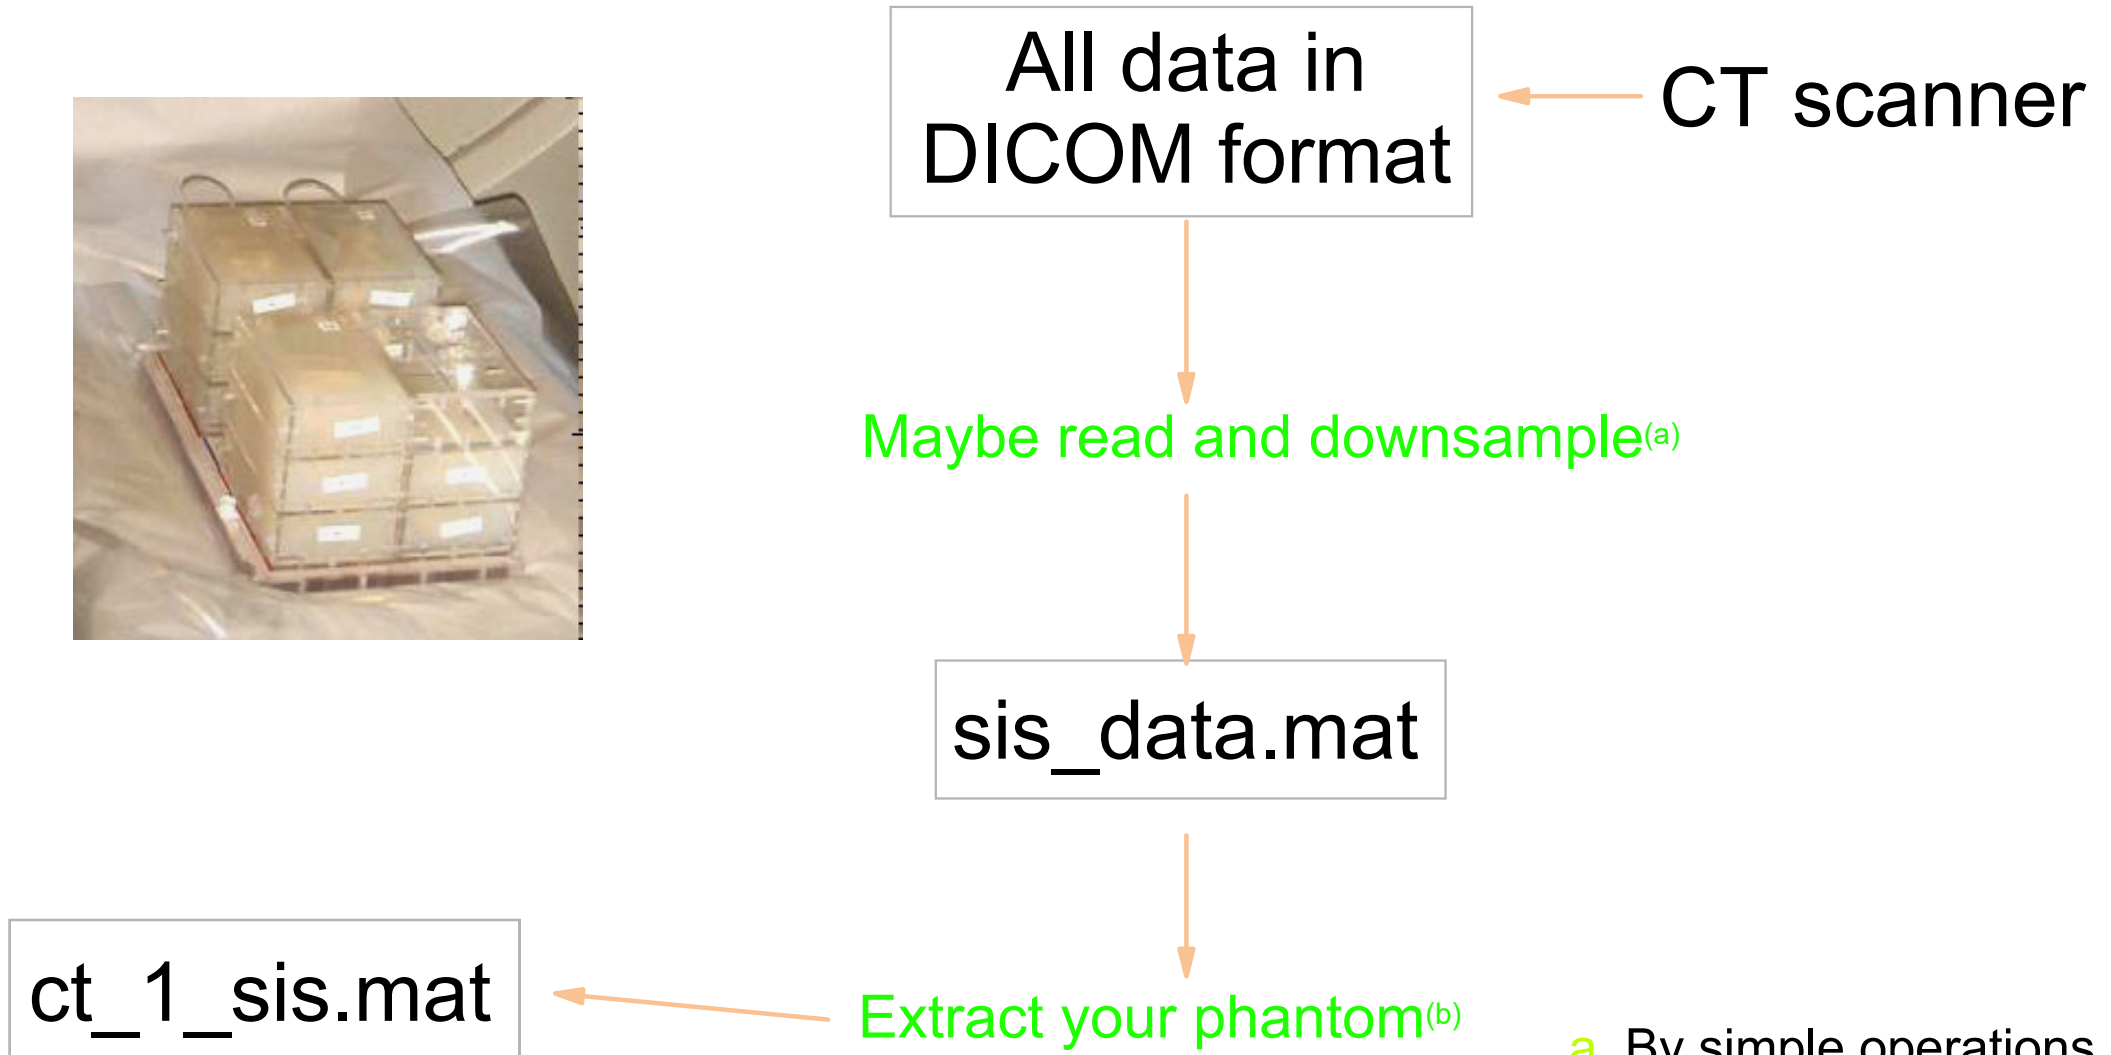 All data in
DICOM format
CT scanner
Maybe read and downsample(a)
sis_data.mat
ct_1_sis.mat
Extract your phantom(b)
a. By simple operations